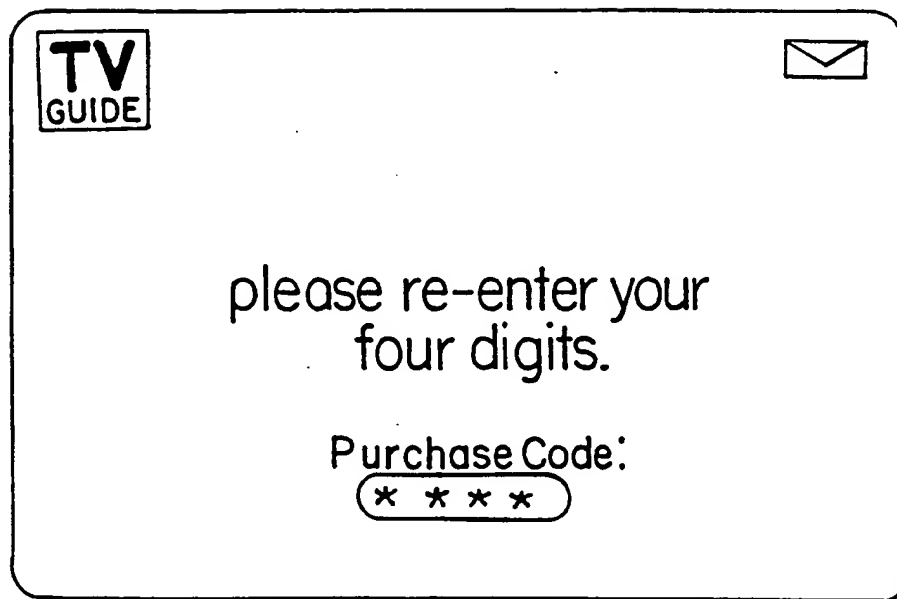 TV
GUIDE
please re-enter your
four digits.
Purchase Code:
* * * *